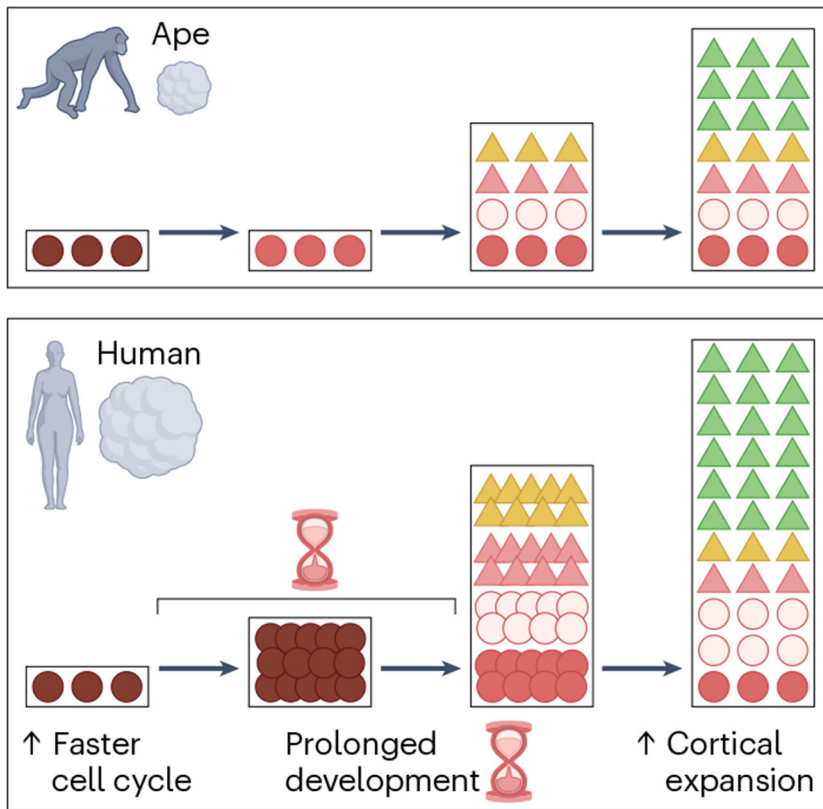 Ape
Human
↑ Faster
cell cycle
Prolonged
development
↑ Cortical
expansion